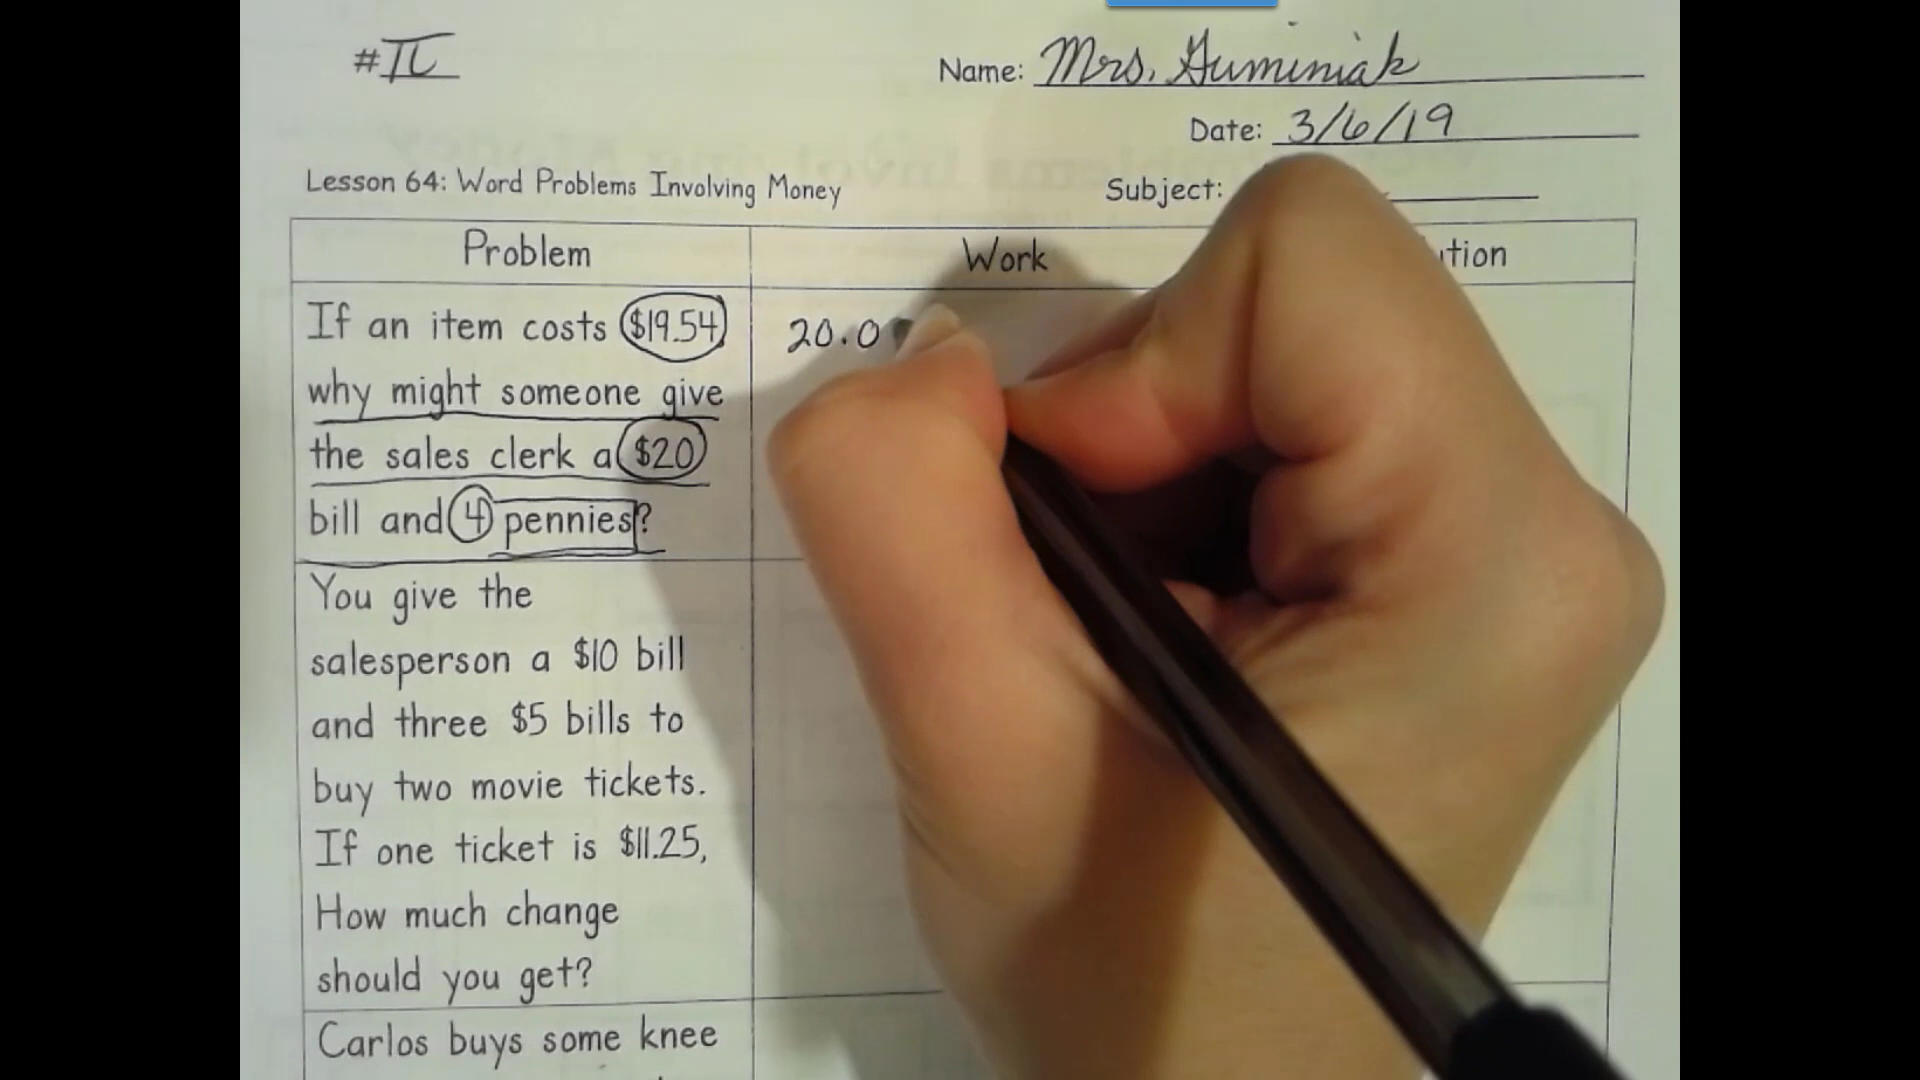 #π
Name: Mrs. Guminiak
Date: 3/6/19
Lesson 64: Word Problems Involving Money
Subject:
Problem
Work
If an item costs $19.54
why might someone give
the sales clerk a $20
bill and 4 pennies?
20.0
You give the
salesperson a $10 bill
and three $5 bills to
buy two movie tickets.
If one ticket is $11.25,
How much change
should you get?
Carlos buys some knee